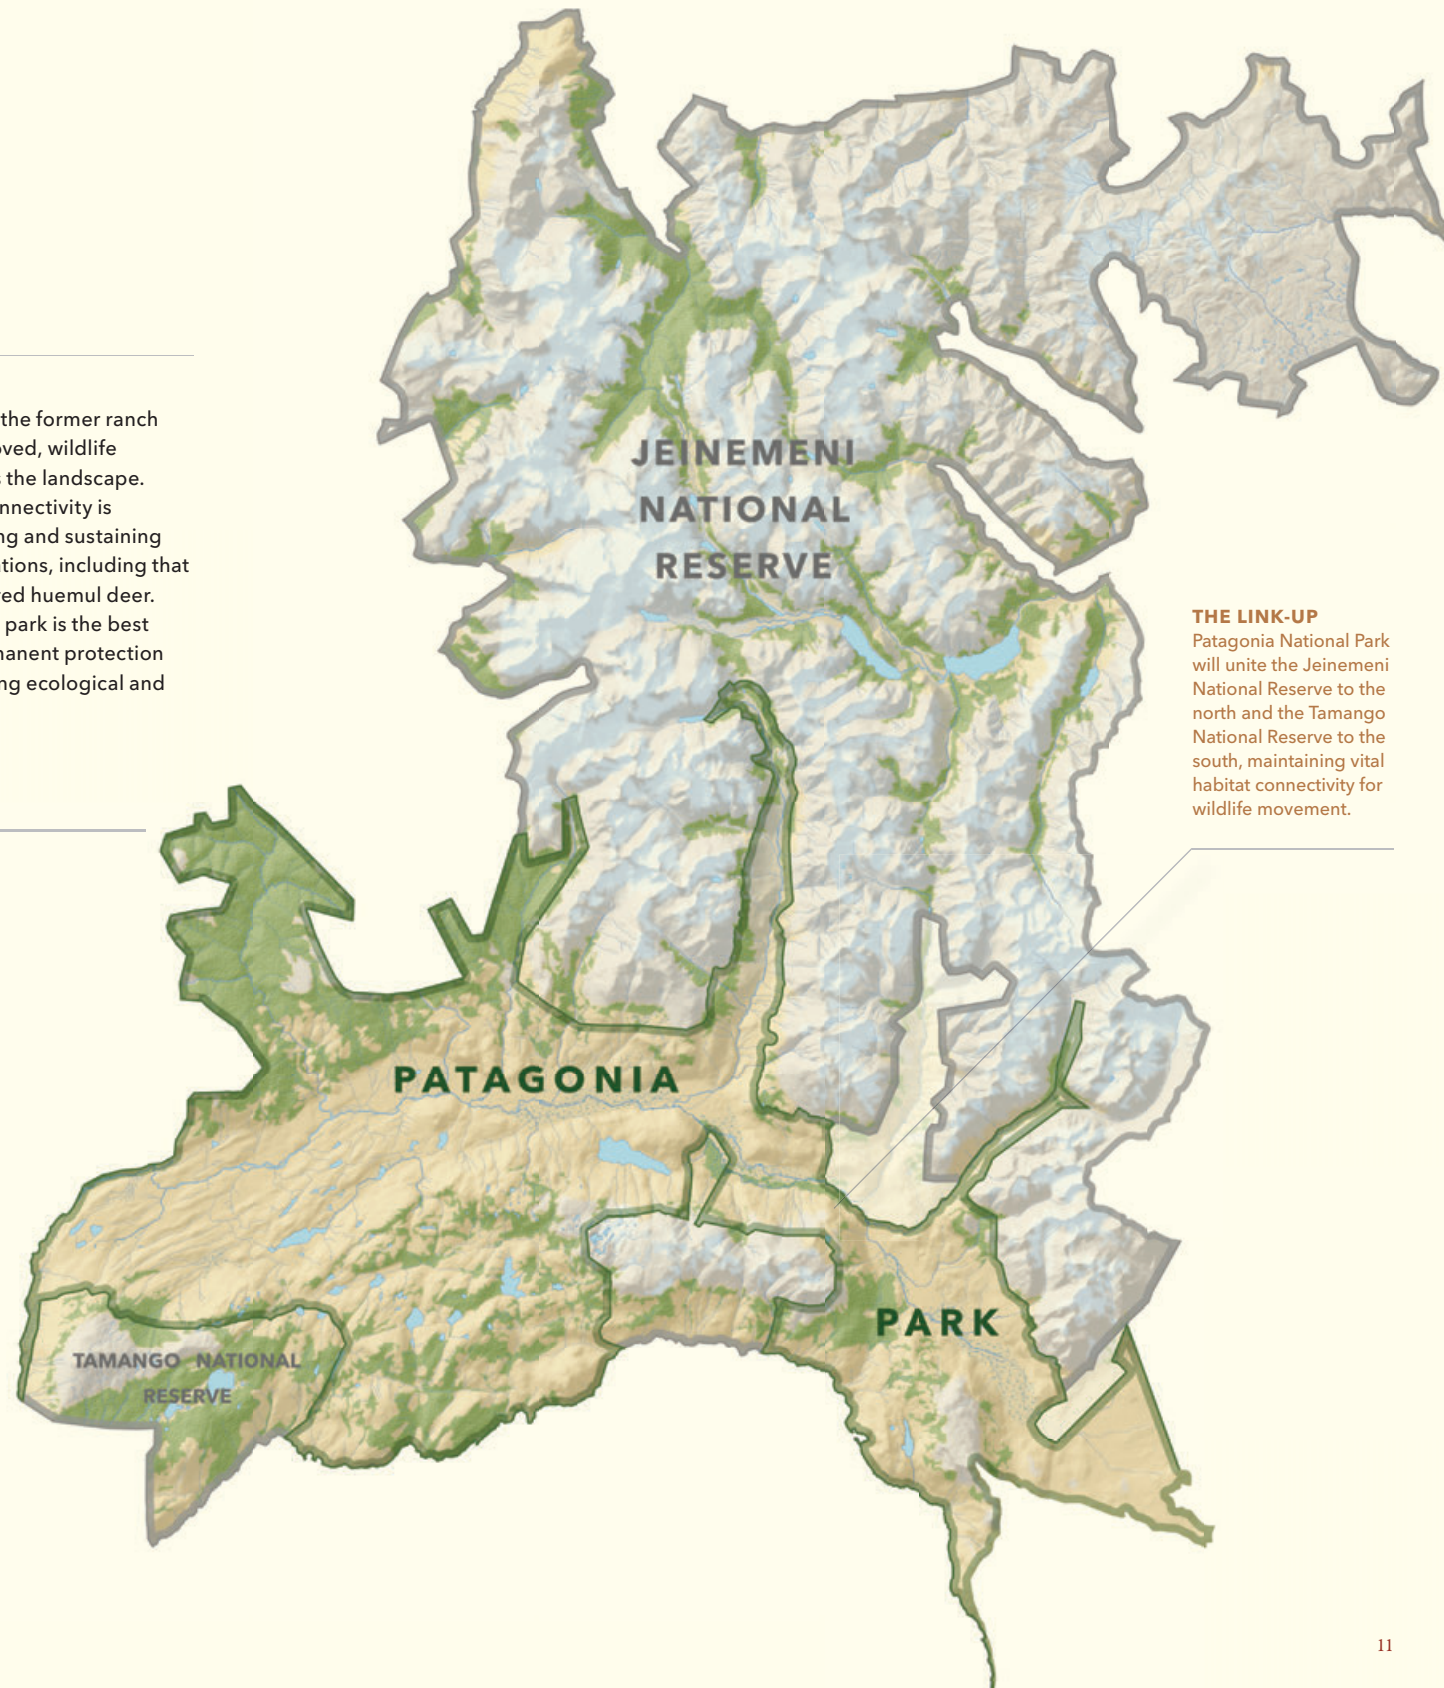 the former ranch
ved, wildlife
the landscape.
nnectivity is
ng and sustaining
tions, including that
ed huemul deer.
park is the best
manent protection
ng ecological and
JEINEMENI
NATIONAL
RESERVE
THE LINK-UP
Patagonia National Park
will unite the Jeinemeni
National Reserve to the
north and the Tamango
National Reserve to the
south, maintaining vital
habitat connectivity for
wildlife movement.
PATAGONIA
PARK
TAMANGO NATIONAL
RESERVE
11